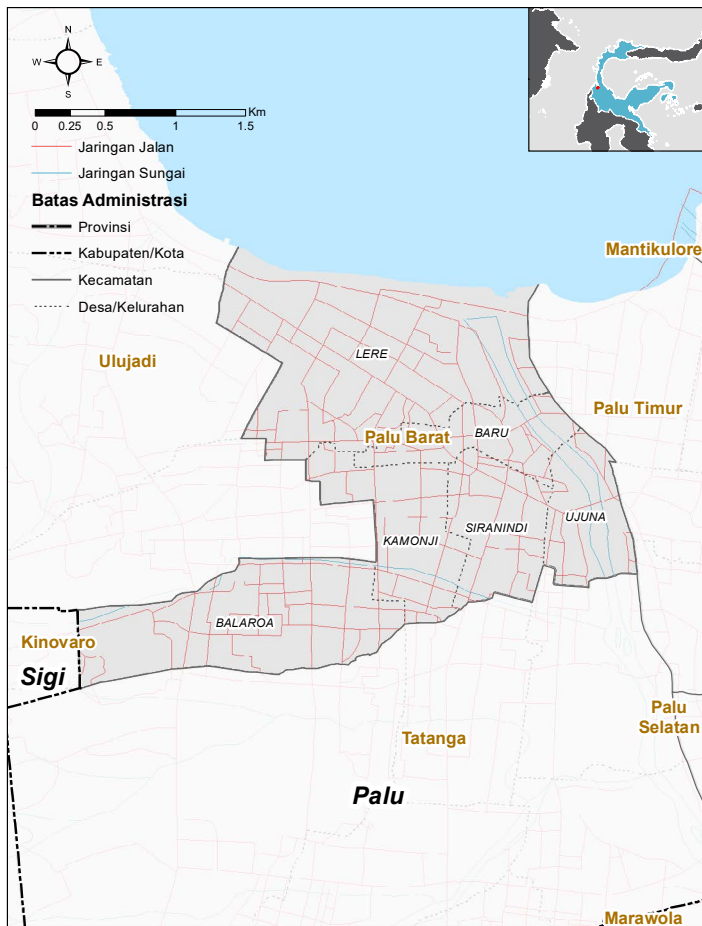 N
W E
S
0 0.25 0.5 1 1.5 Km
Jaringan Jalan
Jaringan Sungai
Batas Administrasi
Provinsi
Kabupaten/Kota
Kecamatan
Desa/Kelurahan
Mantikulore
Ulujadi
LERE
Palu Timur
Palu Barat
BARU
UJUNA
SIRANINDI
KAMONJI
BALAROA
Kinovaro
Sigi
Palu
Selatan
Tatanga
Palu
Marawola